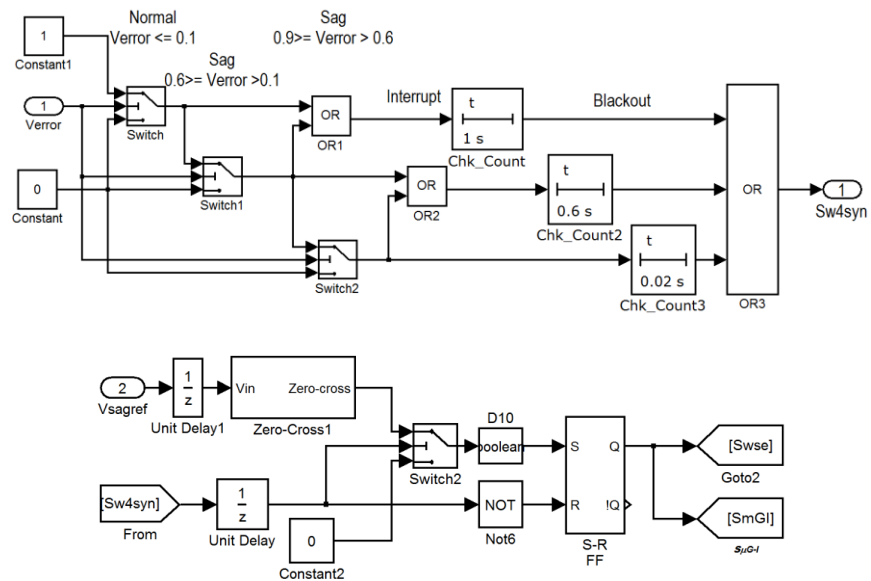 Normal
Verror <= 0.1
Sag
0.9>= Verror > 0.6
Sag
0.6>= Verror >0.1
1
Constant1
1
Verror
Switch
0
Constant
Switch1
Switch2
OR
OR1
Interrupt
t
1 s
Chk_Count
Blackout
OR
OR2
t
0.6 s
Chk_Count2
t
0.02 s
Chk_Count3
OR
OR3
1
Sw4syn
2
Vsagref
1
z
Unit Delay1
Vin
Zero-cross
Zero-Cross1
Switch2
D10
boolean
S
Q
R
!Q
S-R
FF
[Swse]
Goto2
[SmGI]
SμG-I
[Sw4syn]
From
1
z
Unit Delay
NOT
Not6
0
Constant2